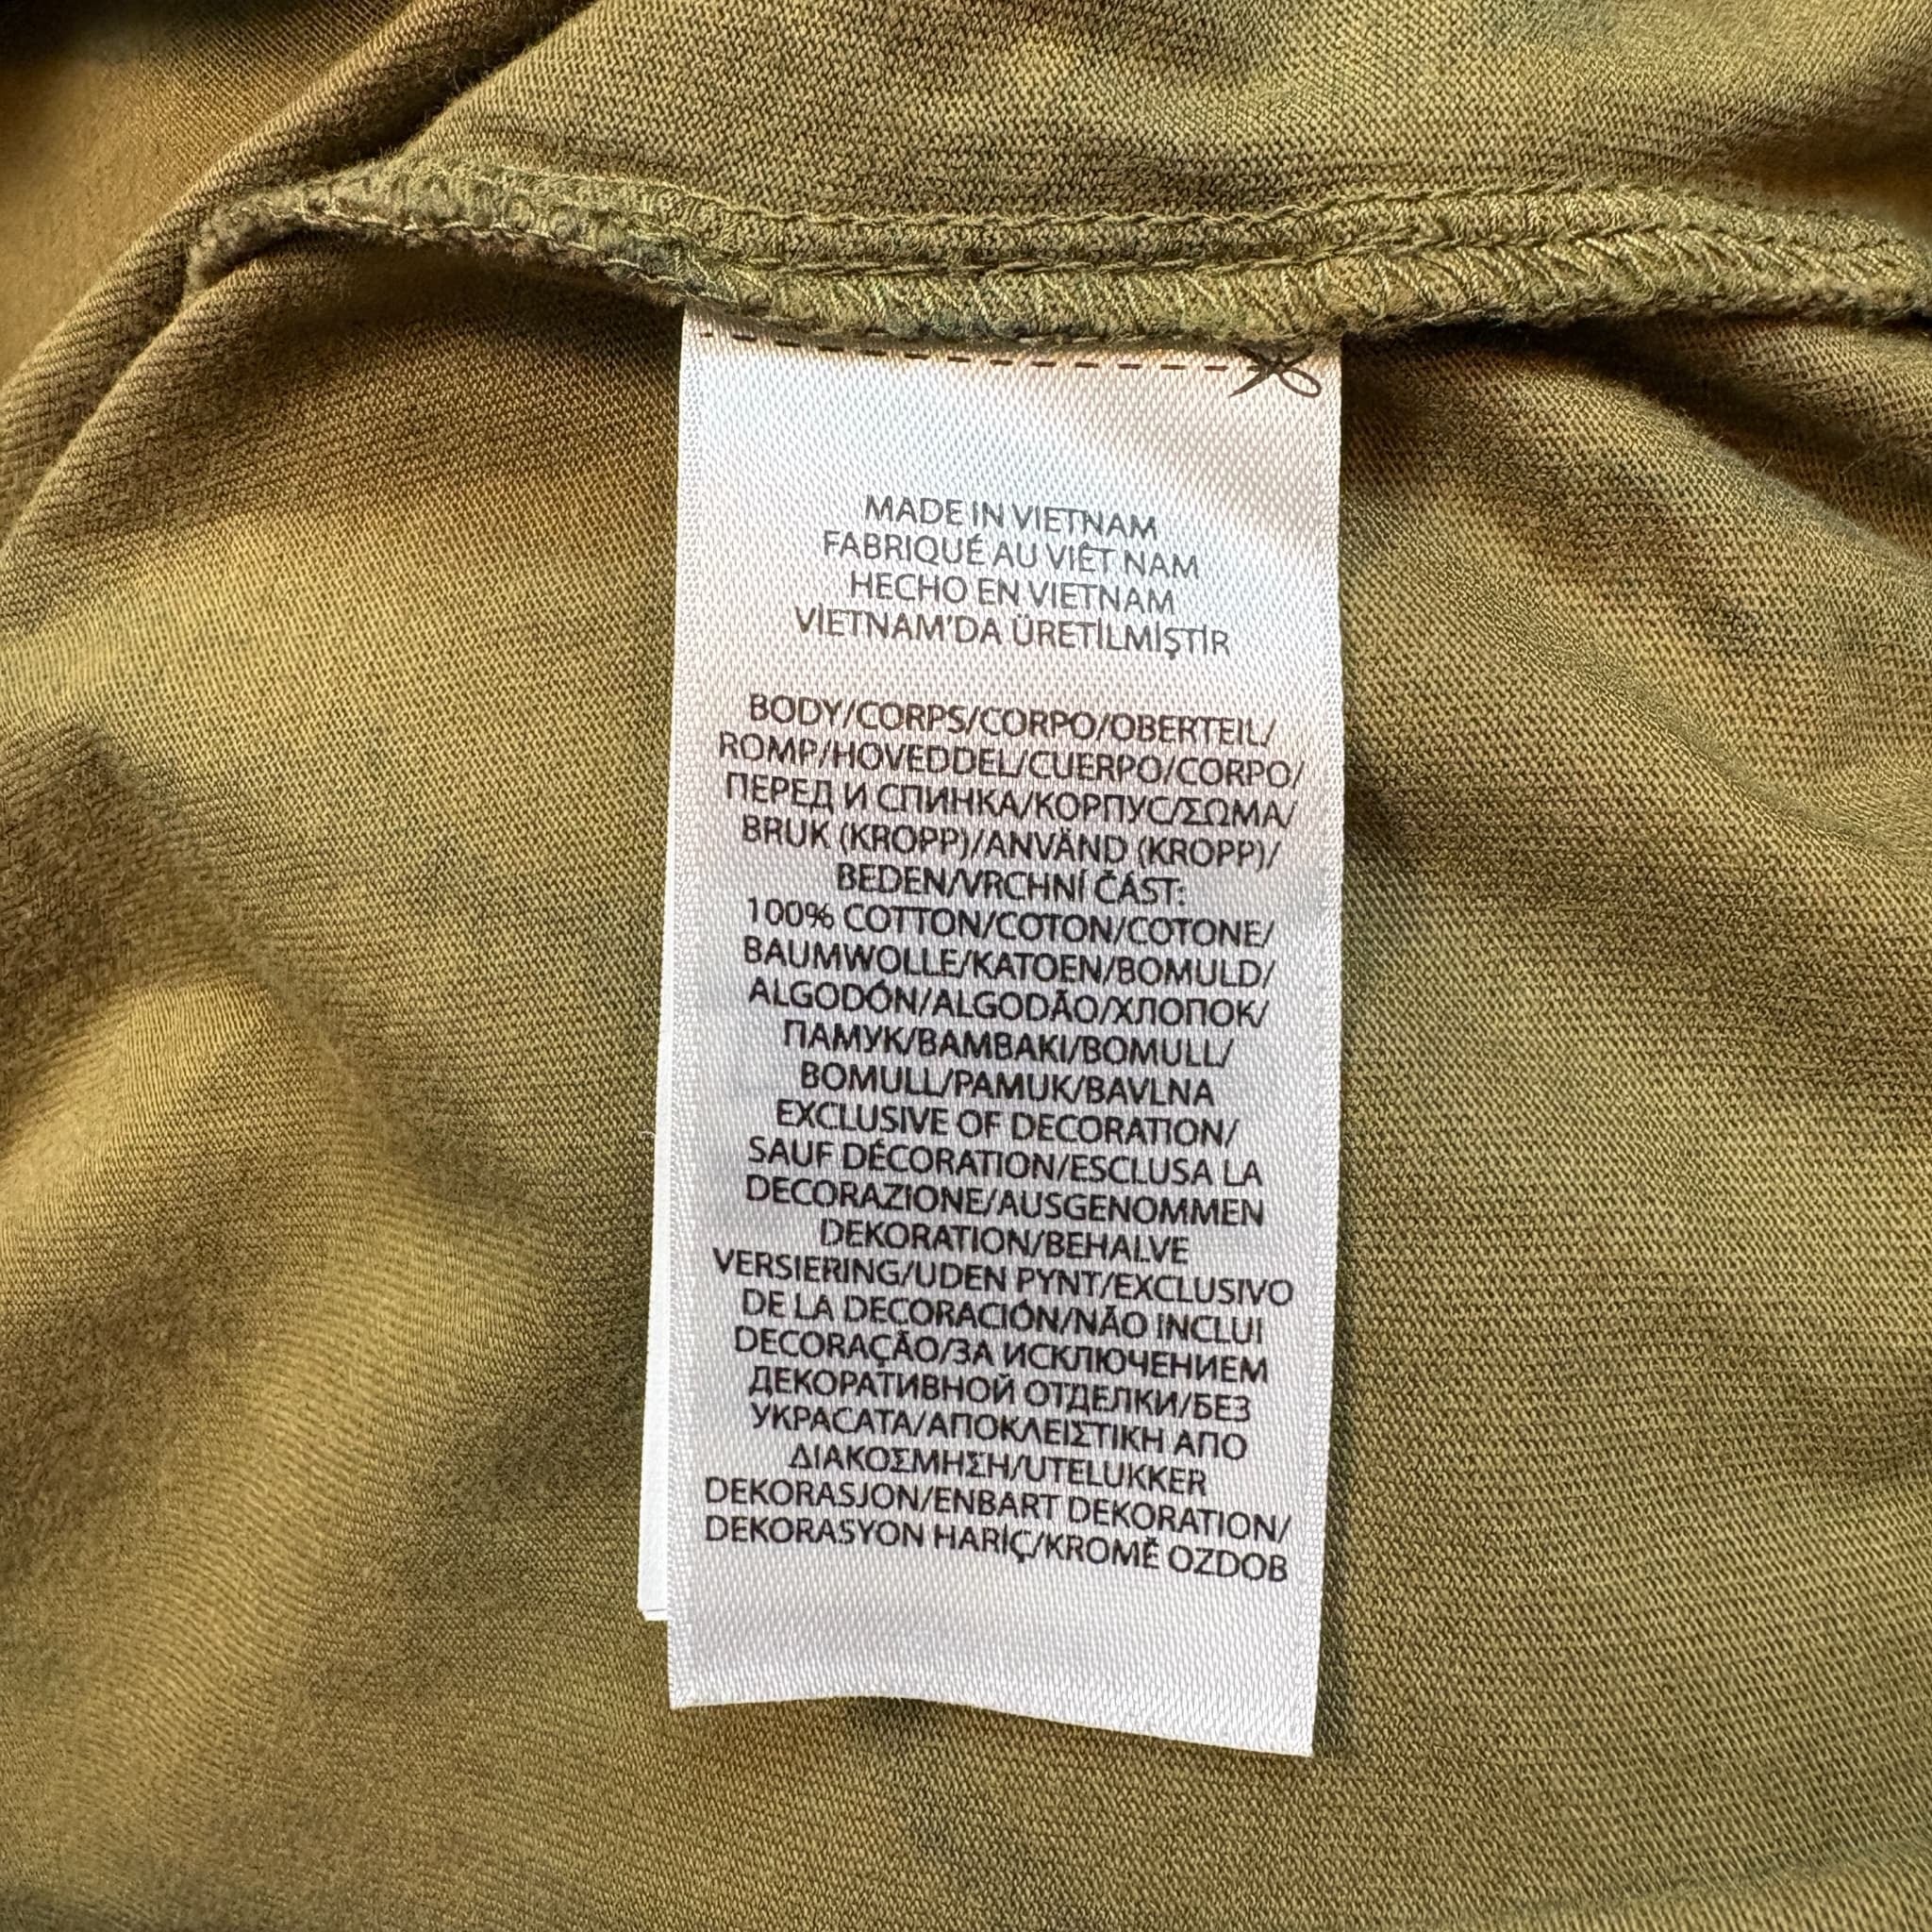 MADE IN VIETNAM
FABRIQUÉ AU VIÊT NAM
HECHO EN VIETNAM
VİETNAM'DA ÜRETİLMİŞTİR
BODY/CORPS/CORPO/OBERTEIL/
ROMP/HOVEDDEL/CUERPO/CORPO/
ПЕРЕД И СПИНКА/КОРПУС/ΣΩΜΑ/
BRUK (KROPP)/ANVÄND (KROPP)/
BEDEN/VRCHNÍ ČÁST:
100% COTTON/COTON/COTONE/
BAUMWOLLE/KATOEN/BOMULD/
ALGODÓN/ALGODÃO/ХЛОПОК/
ПАМУК/ΒΑΜΒΑΚΙ/BOMULL/
BOMULL/PAMUK/BAVLNA
EXCLUSIVE OF DECORATION/
SAUF DÉCORATION/ESCLUSA LA
DECORAZIONE/AUSGENOMMEN
DEKORATION/BEHALVE
VERSIERING/UDEN PYNT/EXCLUSIVO
DE LA DECORACIÓN/NÃO INCLUI
DECORAÇÃO/ЗА ИСКЛЮЧЕНИЕМ
ДЕКОРАТИВНОЙ ОТДЕЛКИ/БЕЗ
УКРАСАТА/ΑΠΟΚΛΕΙΣΤΙΚΗ ΑΠΟ
ΔΙΑΚΟΣΜΗΣΗ/UTELUKKER
DEKORASJON/ENBART DEKORATION/
DEKORASYON HARİÇ/KROMĚ OZDOB